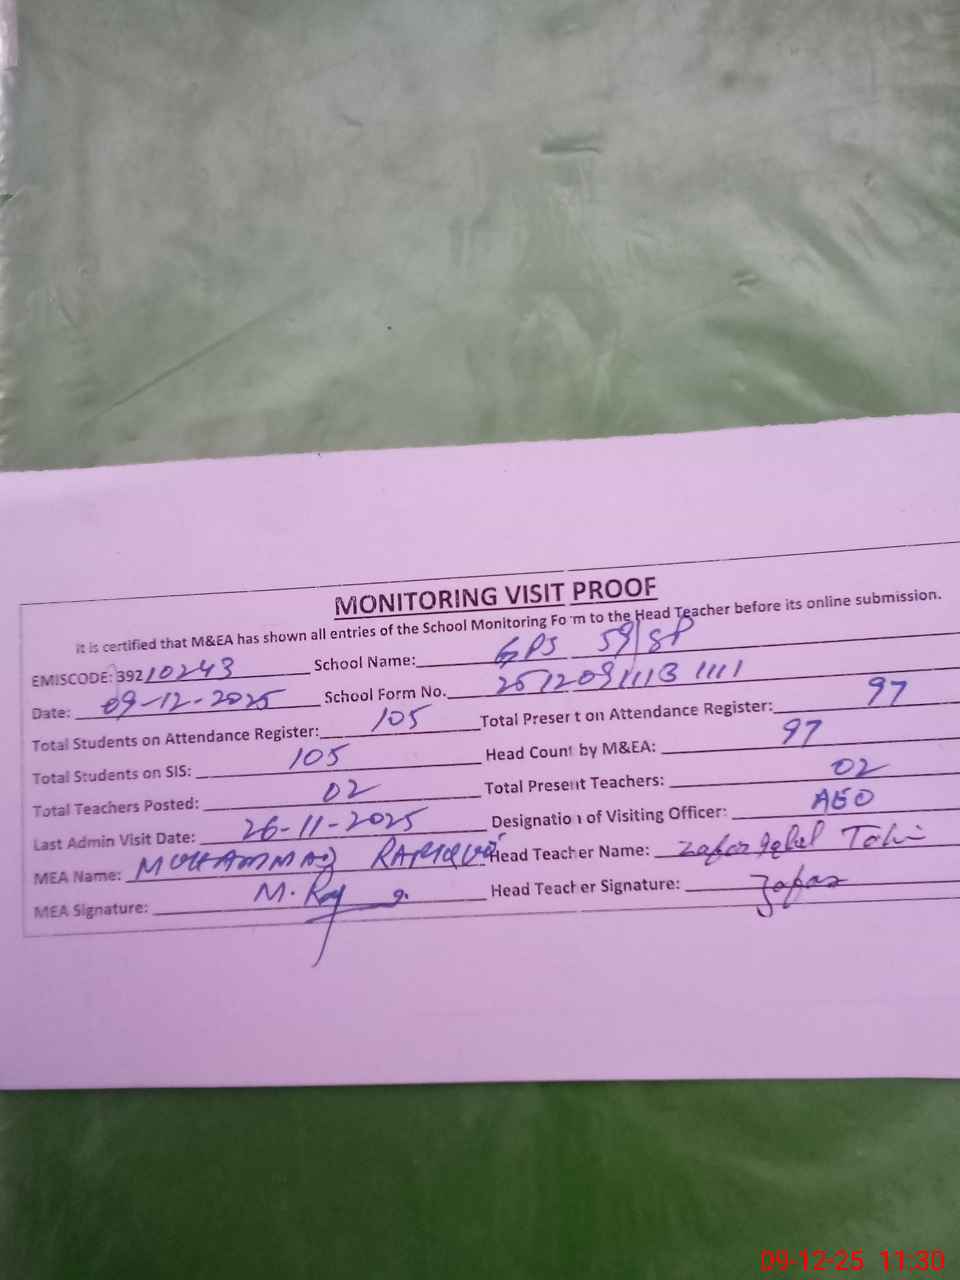 MONITORING VISIT PROOF
It is certified that M&EA has shown all entries of the School Monitoring Form to the Head Teacher before its online submission.
EMISCODE: 39210243 School Name: GPS 59/SP
Date: 09-12-2025 School Form No.
Total Students on Attendance Register: 105 Total Present on Attendance Register: 97
Total Students on SIS: 105 Head Count by M&EA: 97
Total Teachers Posted: 02 Total Present Teachers: 02
Last Admin Visit Date: 26-11-2025 Designation of Visiting Officer: AEO
MEA Name: MUHAMMAD Head Teacher Name: Zafar Iqbal
MEA Signature: M. Head Teacher Signature: Zafar
09-12-25 11:30